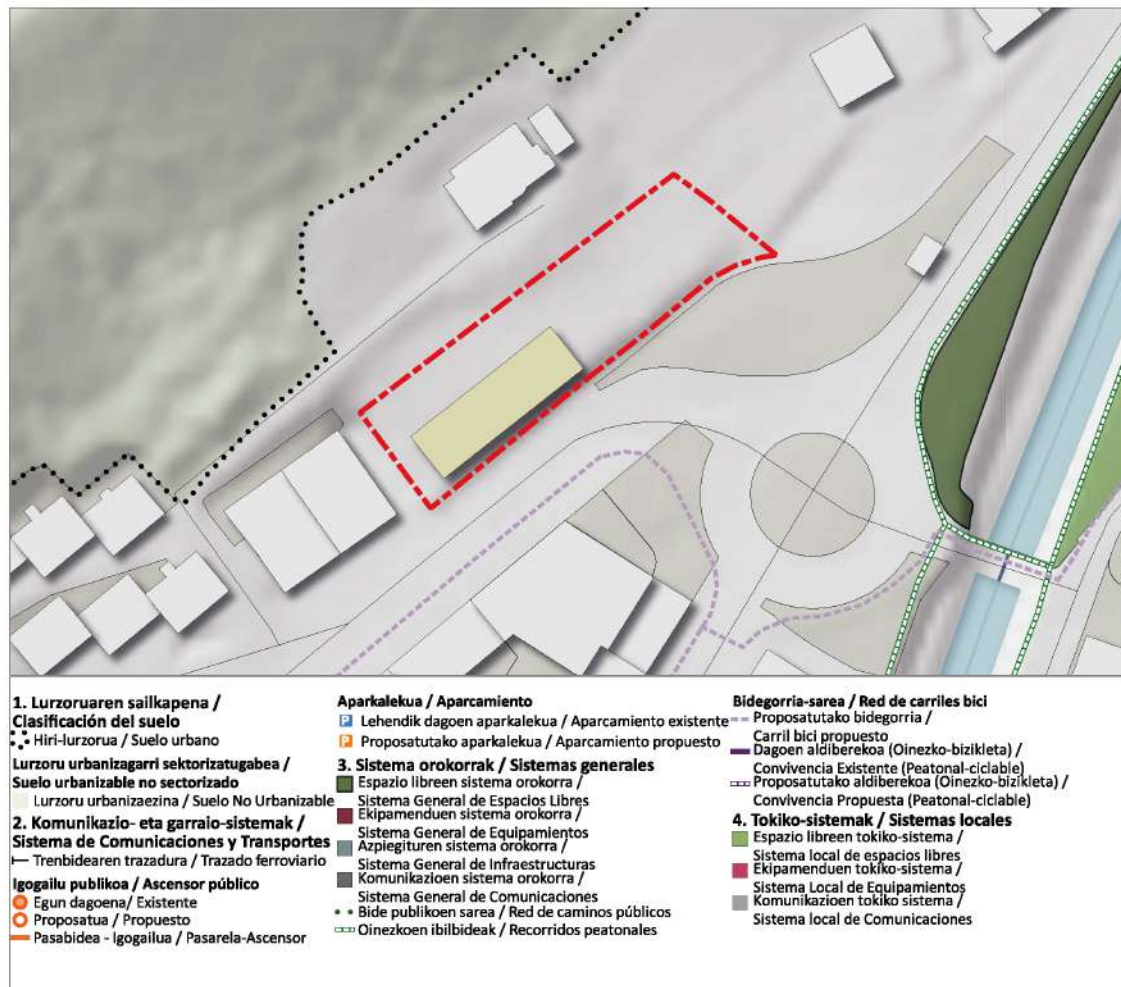 1. Lurzoruaren sailkapena /
Clasificación del suelo
Hiri-lurzorua / Suelo urbano
Lurzoru urbanizagarri sektorizatugabea /
Suelo urbanizable no sectorizado
Lurzoru urbanizaezina / Suelo No Urbanizable
2. Komunikazio- eta garraio-sistemak /
Sistema de Comunicaciones y Transportes
Trenbidearen trazadura / Trazado ferroviario
Igogailu publikoa / Ascensor público
Egun dagoena/ Existente
Proposatua / Propuesto
Pasabidea - Igogailua / Pasarela-Ascensor
Aparkalekua / Aparcamiento
P Lehendik dagoen aparkalekua / Aparcamiento existente
P Proposatutako aparkalekua / Aparcamiento propuesto
3. Sistema orokorrak / Sistemas generales
Espazio libreen sistema orokorra /
Sistema General de Espacios Libres
Ekipamenduen sistema orokorra /
Sistema General de Equipamientos
Azpiegituren sistema orokorra /
Sistema General de Infraestructuras
Komunikazioen sistema orokorra /
Sistema General de Comunicaciones
Bide publikoen sarea / Red de caminos públicos
Oinezkoen ibilbideak / Recorridos peatonales
Bidegorria-sarea / Red de carriles bici
Proposatutako bidegorria /
Carril bici propuesto
Dagoen aldiberekoa (Oinezko-bizikleta) /
Convivencia Existente (Peatonal-ciclable)
Proposatutako aldiberekoa (Oinezko-bizikleta) /
Convivencia Propuesta (Peatonal-ciclable)
4. Tokiko-sistemak / Sistemas locales
Espazio libreen tokiko-sistema /
Sistema local de espacios libres
Ekipamenduen tokiko-sistema /
Sistema Local de Equipamientos
Komunikazioen tokiko sistema /
Sistema local de Comunicaciones